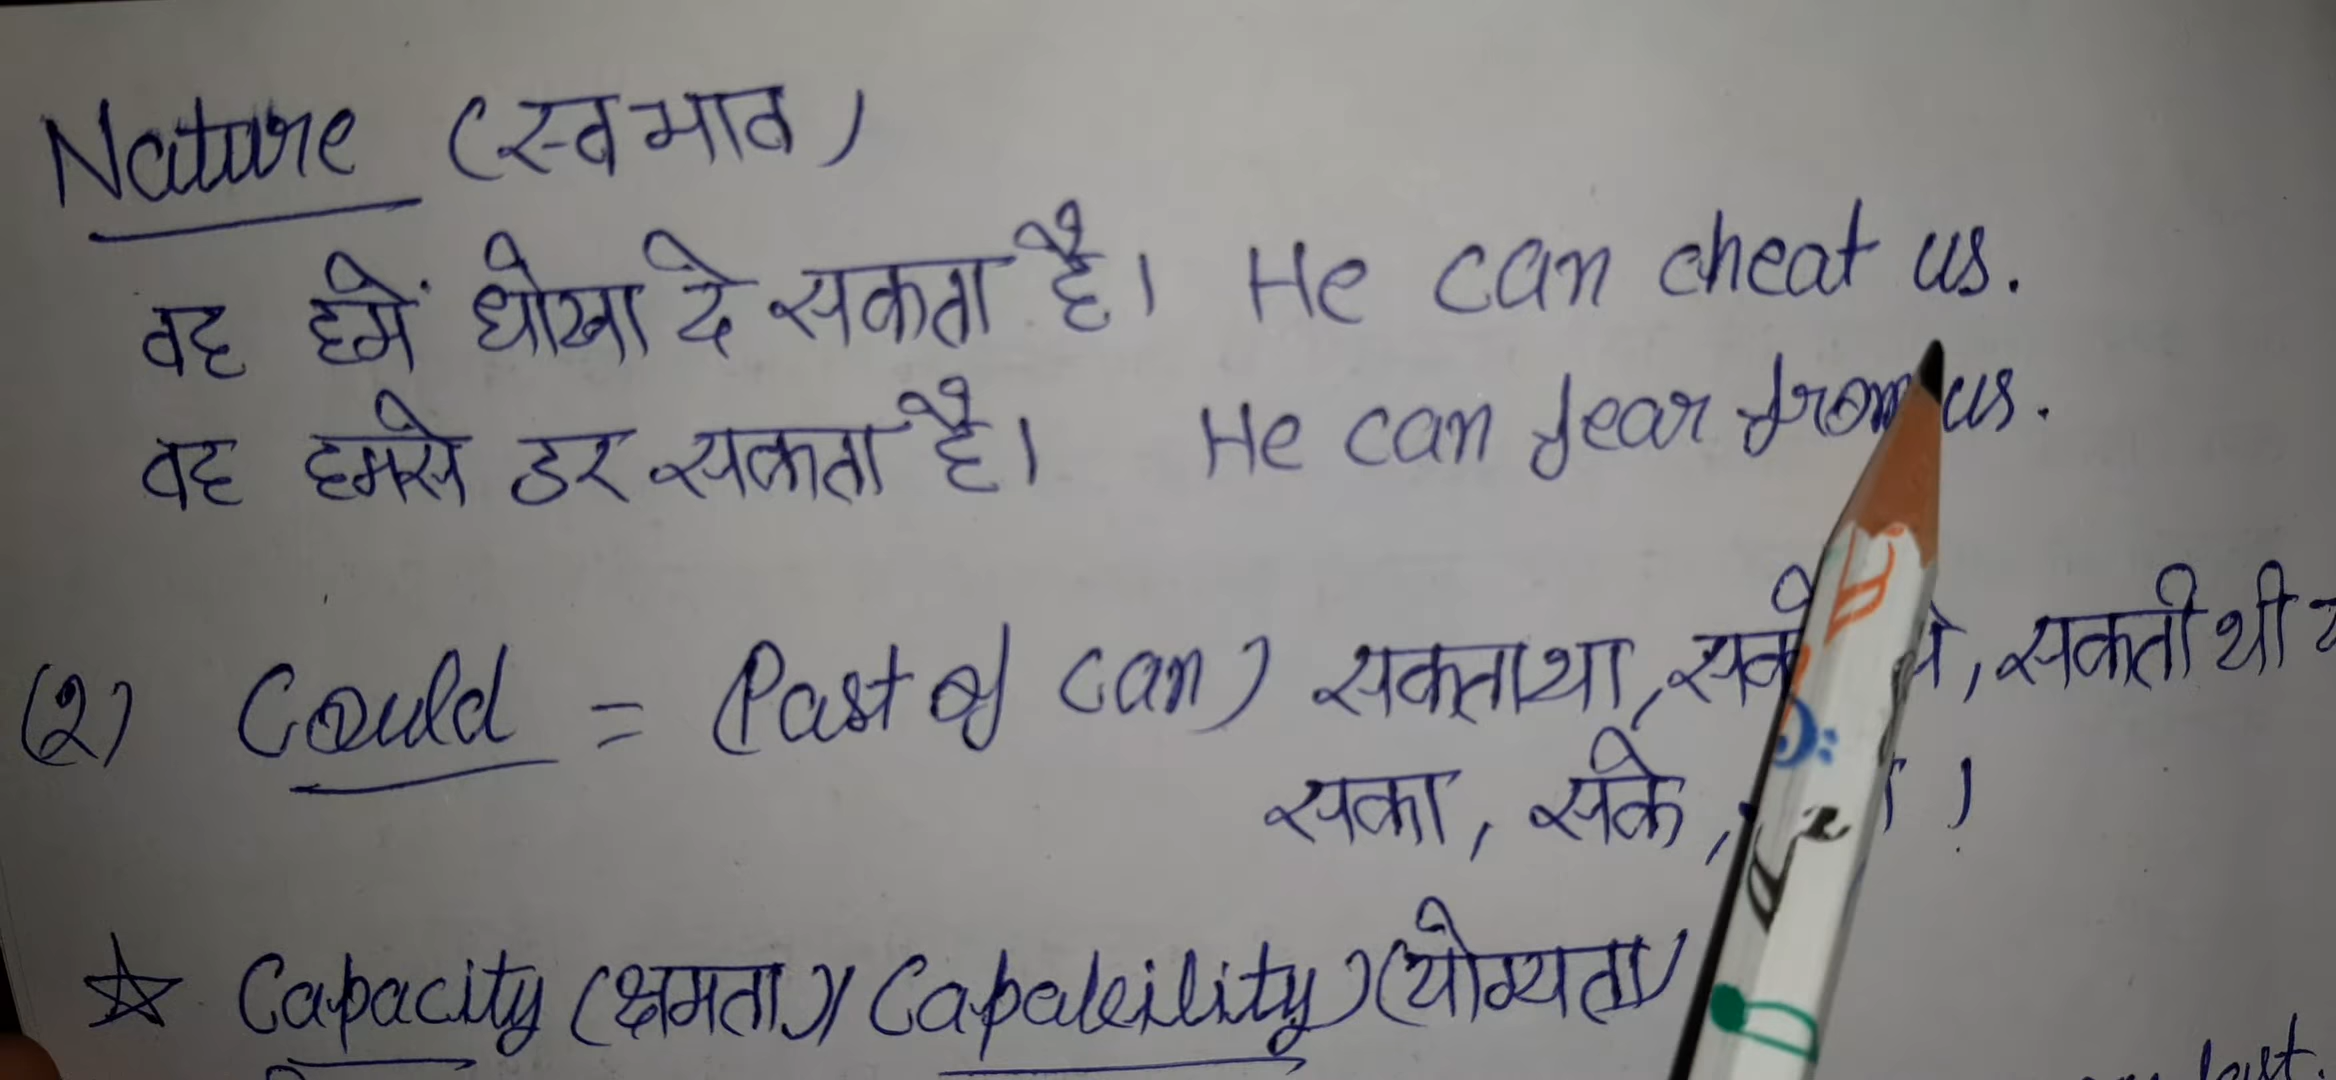 Nature (स्वभाव)
वह हमें धोखा दे सकता है। He can cheat us.
वह हमसे डर सकता है। He can fear from us.
(2) Could = (Past of can) सकता था, थे, सकती थी
सका, सके,
☆ Capacity (क्षमता)/ Capability) (योग्यता)
last.